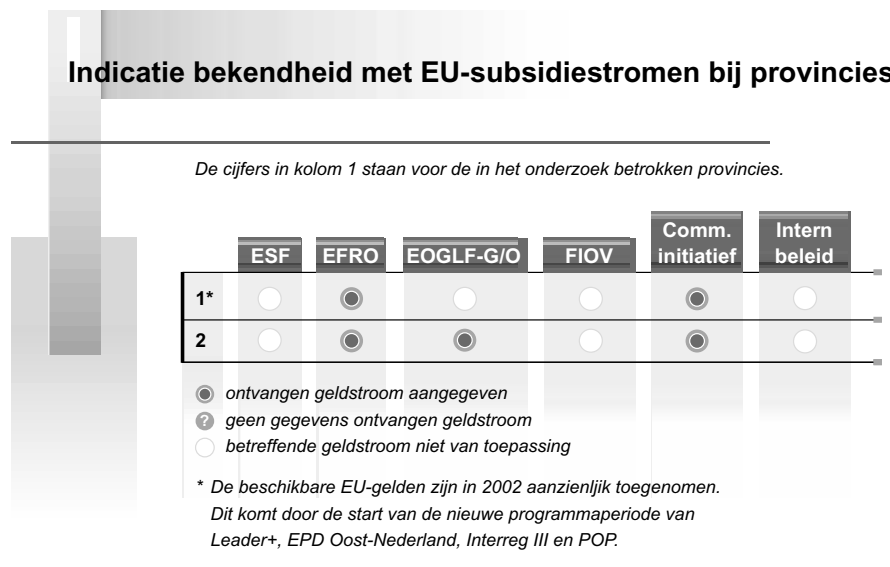 Indicatie bekendheid met EU-subsidiestromen bij provincies
De cijfers in kolom 1 staan voor de in het onderzoek betrokken provincies.
ESF EFRO EOGLF-G/O FIOV Comm. initiatief Intern beleid
1*
2
ontvangen geldstroom aangegeven
? geen gegevens ontvangen geldstroom
betreffende geldstroom niet van toepassing
* De beschikbare EU-gelden zijn in 2002 aanzienljik toegenomen.
Dit komt door de start van de nieuwe programmaperiode van
Leader+, EPD Oost-Nederland, Interreg III en POP.